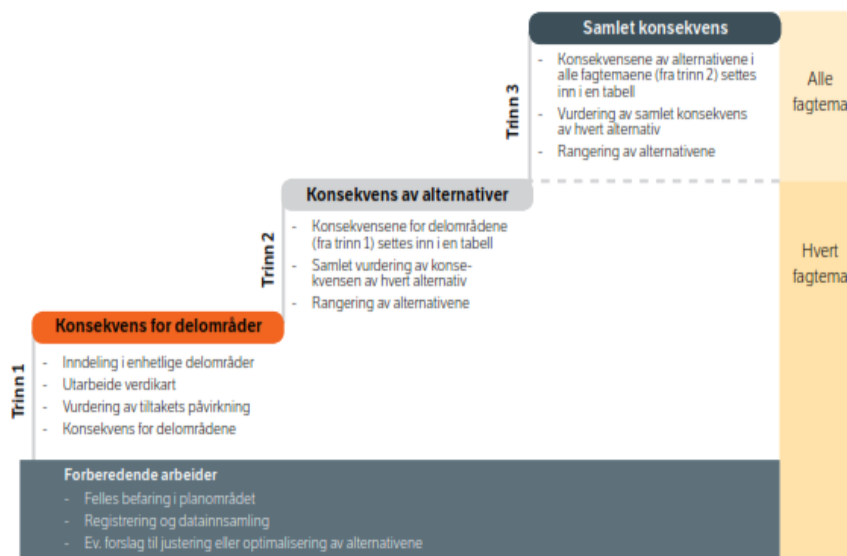 Samlet konsekvens
- Konsekvensene av alternativene i
alle fagtemaene (fra trinn 2) settes
inn i en tabell
- Vurdering av samlet konsekvens
av hvert alternativ
- Rangering av alternativene
Trinn 3
Alle
fagtema
Konsekvens av alternativer
- Konsekvensene for delområdene
(fra trinn 1) settes inn i en tabell
- Samlet vurdering av konse-
kvensen av hvert alternativ
- Rangering av alternativene
Trinn 2
Hvert
fagtema
Konsekvens for delområder
- Inndeling i enhetlige delområder
- Utarbeide verdikart
- Vurdering av tiltakets påvirkning
- Konsekvens for delområdene
Trinn 1
Forberedende arbeider
- Felles befaring i planområdet
- Registrering og datainnsamling
- Ev. forslag til justering eller optimalisering av alternativene